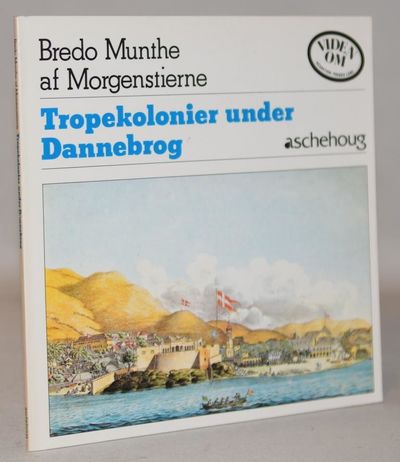 Bredo Munthe
af Morgenstierne
VIDEN
OM
Tropekolonier under
Dannebrog
aschehoug